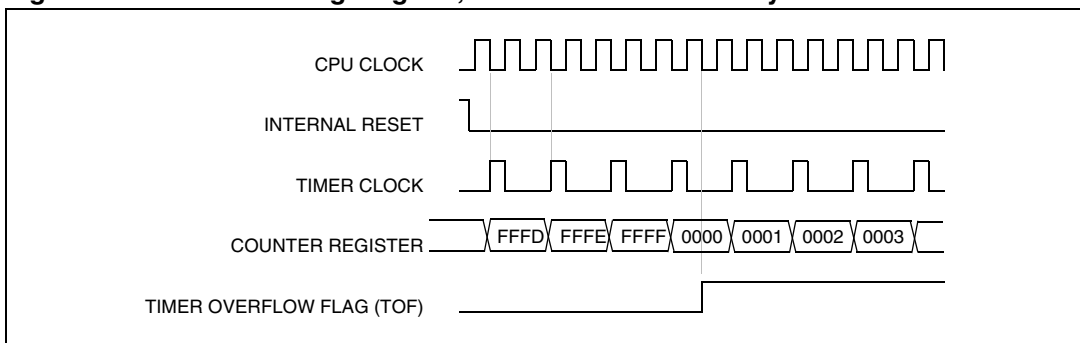 CPU CLOCK
INTERNAL RESET
TIMER CLOCK
COUNTER REGISTER FFFD FFFE FFFF 0000 0001 0002 0003
TIMER OVERFLOW FLAG (TOF)